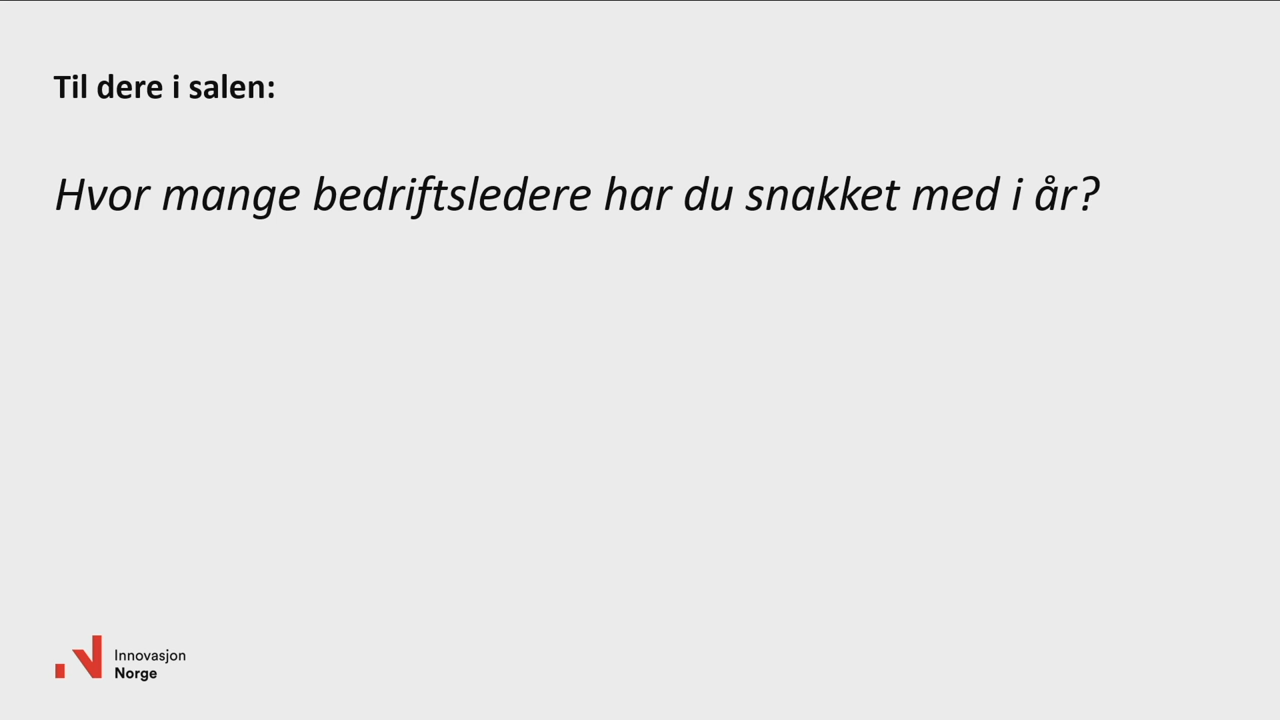 Til dere i salen:
Hvor mange bedriftsledere har du snakket med i år?
Innovasjon
Norge